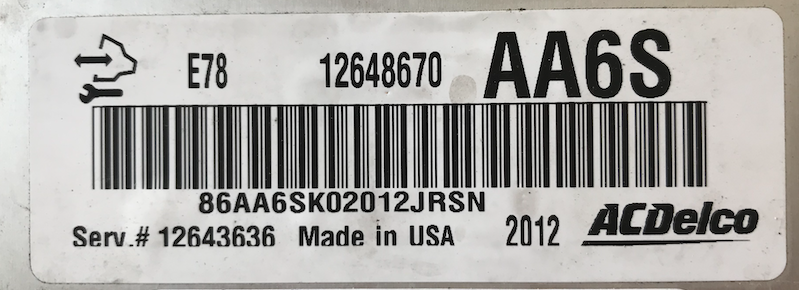 E78 12648670 AA6S
86AA6SK02012JRSN
Serv.# 12643636 Made in USA 2012 ACDelco